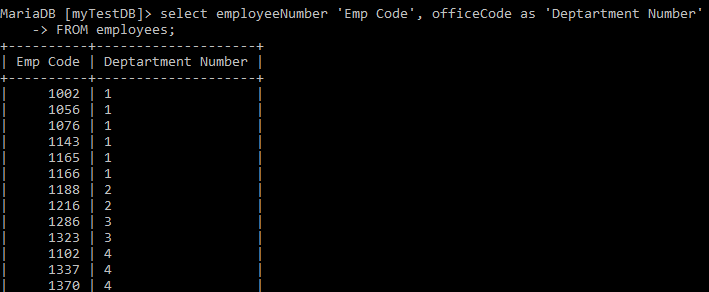 MariaDB [myTestDB]> select employeeNumber 'Emp Code', officeCode as 'Deptartment Number'
    -> FROM employees;
+----------+--------------------+
| Emp Code | Deptartment Number |
+----------+--------------------+
|     1002 | 1                  |
|     1056 | 1                  |
|     1076 | 1                  |
|     1143 | 1                  |
|     1165 | 1                  |
|     1166 | 1                  |
|     1188 | 2                  |
|     1216 | 2                  |
|     1286 | 3                  |
|     1323 | 3                  |
|     1102 | 4                  |
|     1337 | 4                  |
|     1370 | 4                  |